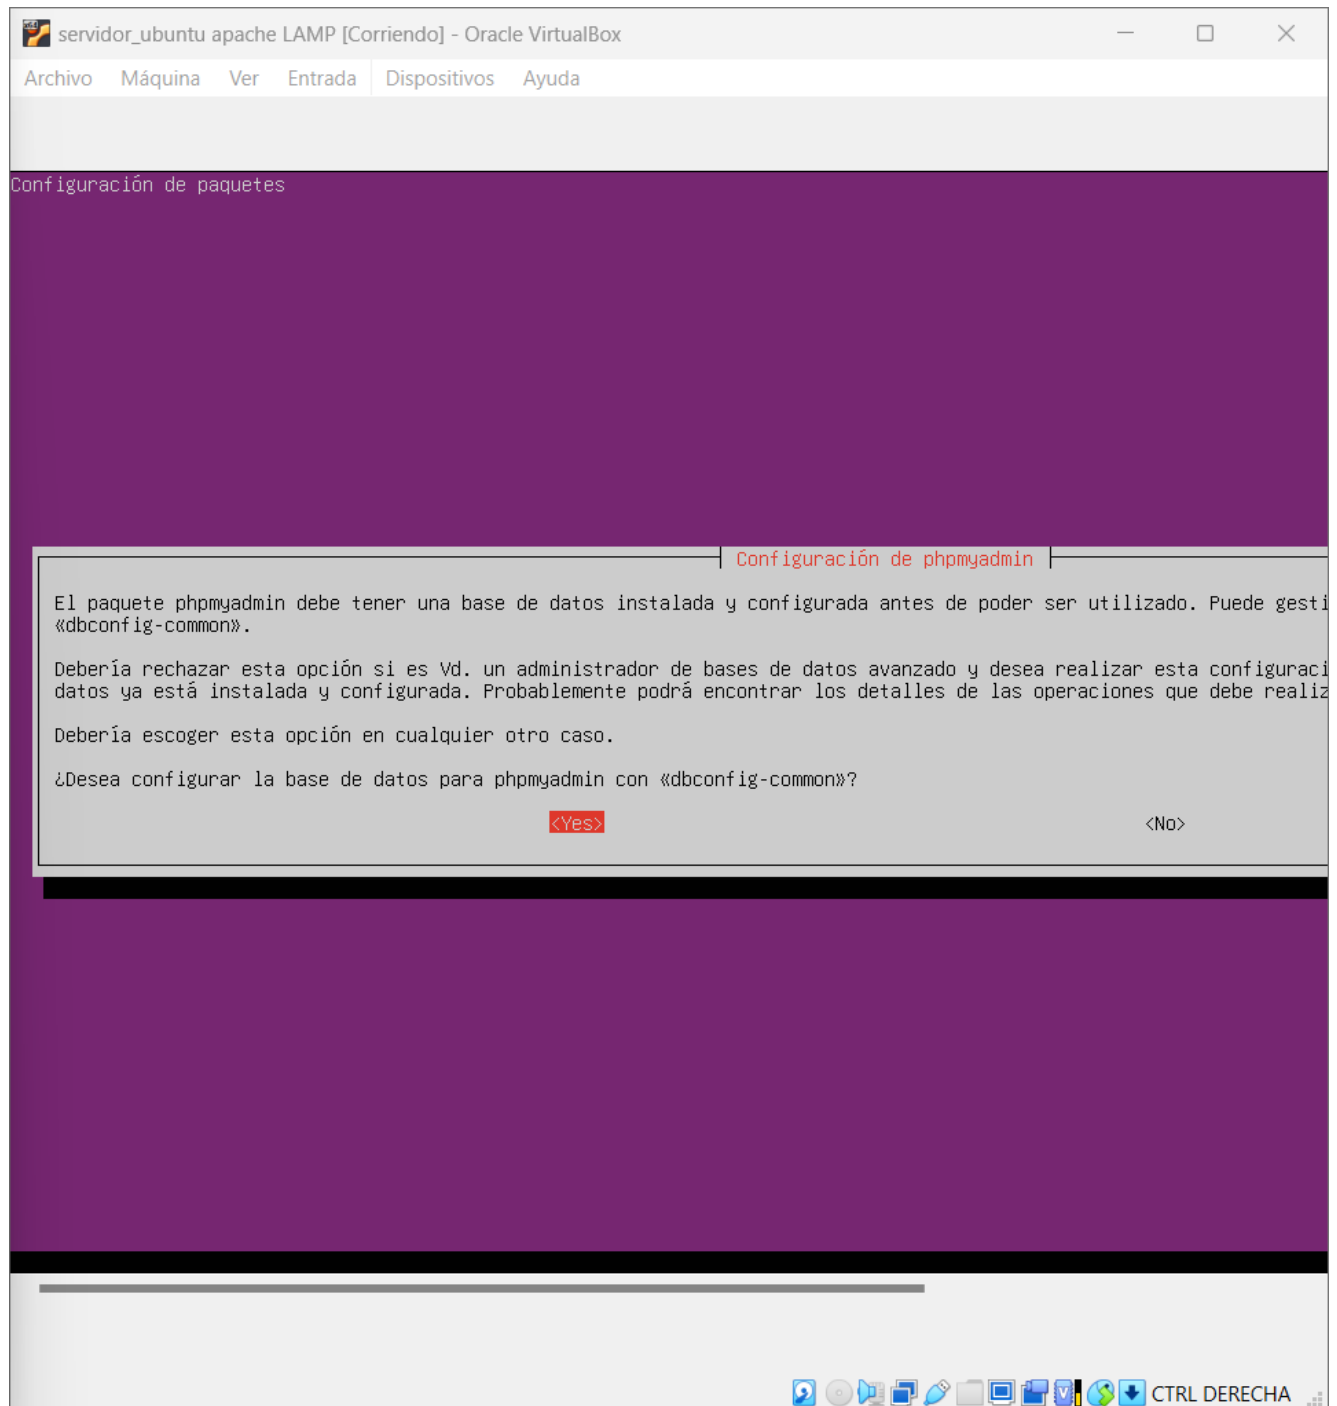 servidor_ubuntu apache LAMP [Corriendo] - Oracle VirtualBox
Archivo Máquina Ver Entrada Dispositivos Ayuda
Configuración de paquetes
Configuración de phpmyadmin
El paquete phpmyadmin debe tener una base de datos instalada y configurada antes de poder ser utilizado. Puede gesti
«dbconfig-common».
Debería rechazar esta opción si es Vd. un administrador de bases de datos avanzado y desea realizar esta configuraci
datos ya está instalada y configurada. Probablemente podrá encontrar los detalles de las operaciones que debe realiz
Debería escoger esta opción en cualquier otro caso.
¿Desea configurar la base de datos para phpmyadmin con «dbconfig-common»?
<Yes> <No>
CTRL DERECHA